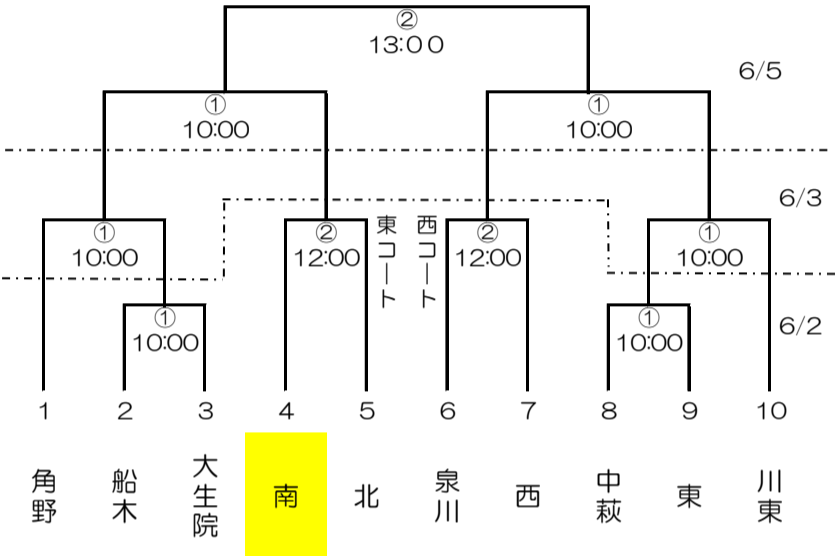 ②
13:00
6/5
①
10:00
①
10:00
6/3
①
10:00
②
12:00
東コート
西コート
②
12:00
①
10:00
①
10:00
①
10:00
6/2
1 2 3 4 5 6 7 8 9 10
角野
船木
大生院
南
北
泉川
西
中萩
東
川東